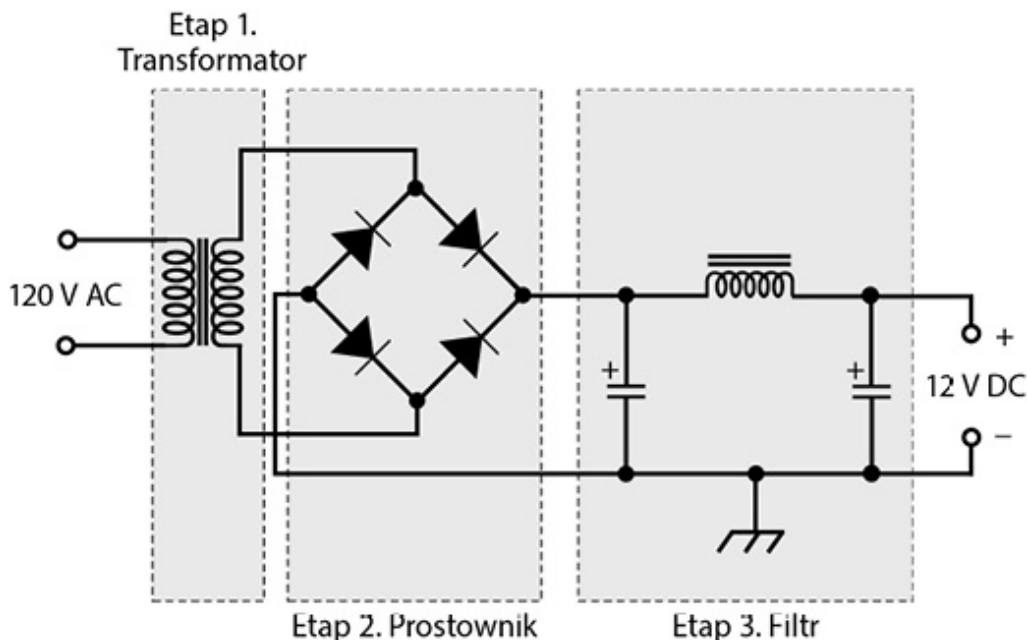 Etap 1.
Transformator
120 V AC
+
+
+
12 V DC
−
Etap 2. Prostownik
Etap 3. Filtr